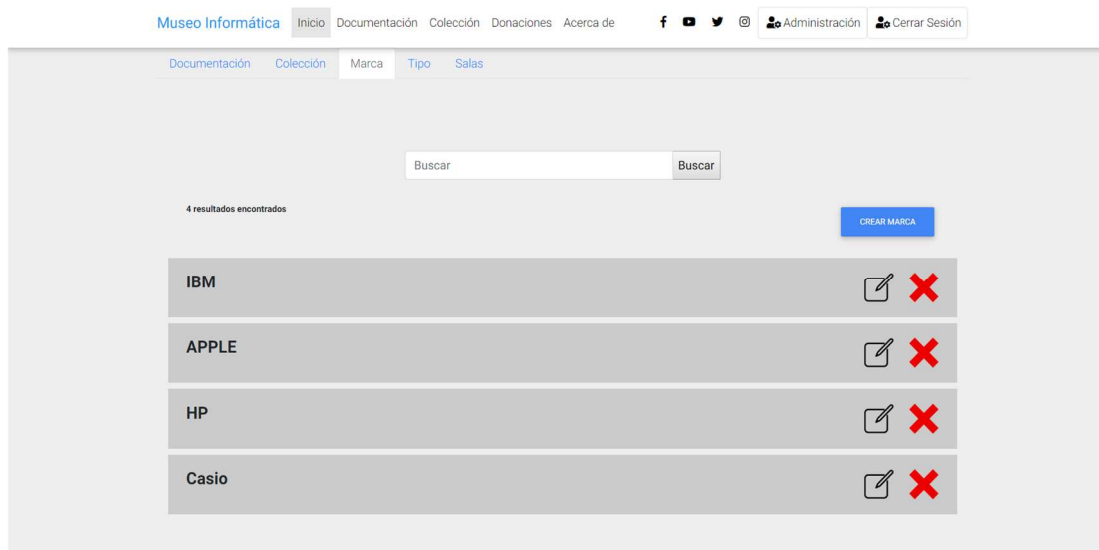 Museo Informática Inicio Documentación Colección Donaciones Acerca de Administración Cerrar Sesión
Documentación Colección Marca Tipo Salas
Buscar Buscar
4 resultados encontrados
CREAR MARCA
IBM
APPLE
HP
Casio